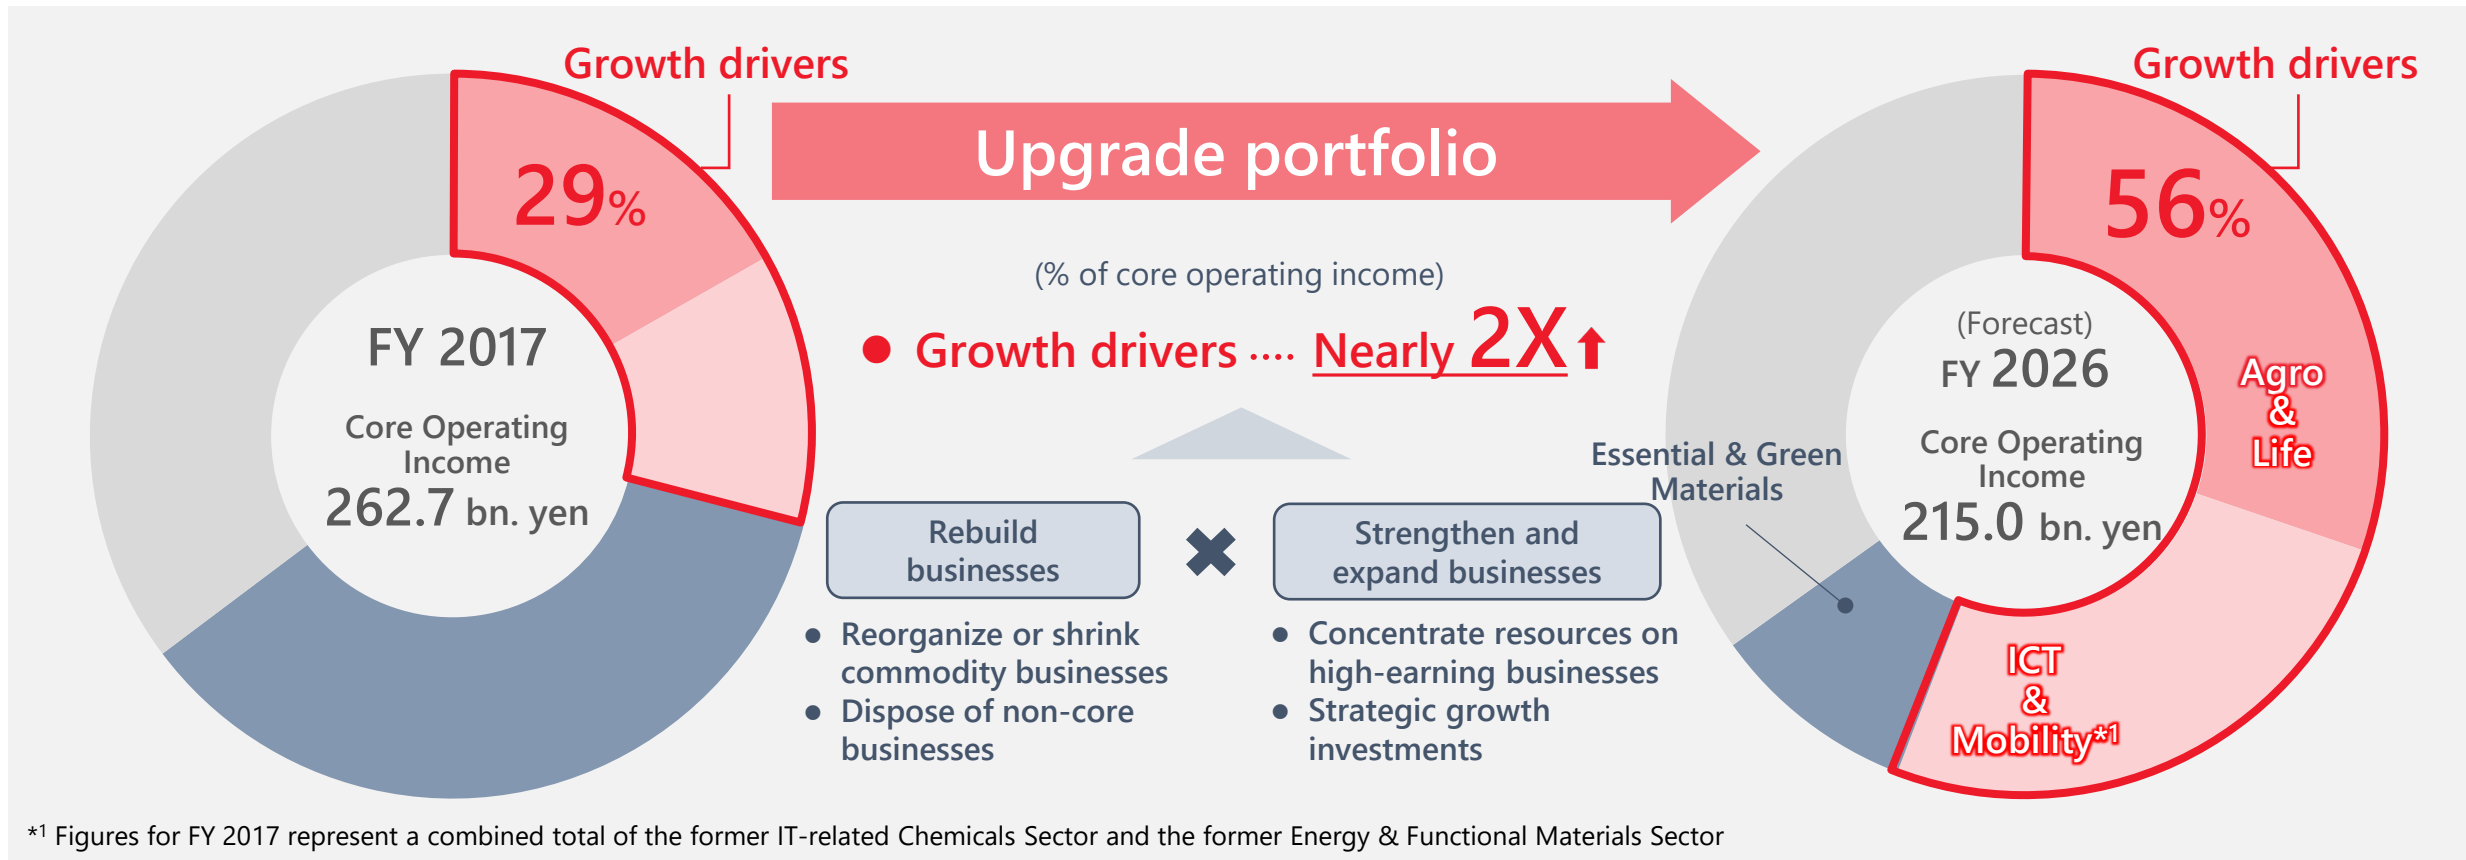 Growth drivers
29%
FY 2017
Core Operating
Income
262.7 bn. yen
Upgrade portfolio
(% of core operating income)
● Growth drivers ···· Nearly 2X
Rebuild
businesses
● Reorganize or shrink
commodity businesses
● Dispose of non-core
businesses
Strengthen and
expand businesses
● Concentrate resources on
high-earning businesses
● Strategic growth
investments
Growth drivers
56%
(Forecast)
FY 2026
Core Operating
Income
215.0 bn. yen
Agro
&
Life
Essential & Green
Materials
ICT
&
Mobility*1
*1 Figures for FY 2017 represent a combined total of the former IT-related Chemicals Sector and the former Energy & Functional Materials Sector